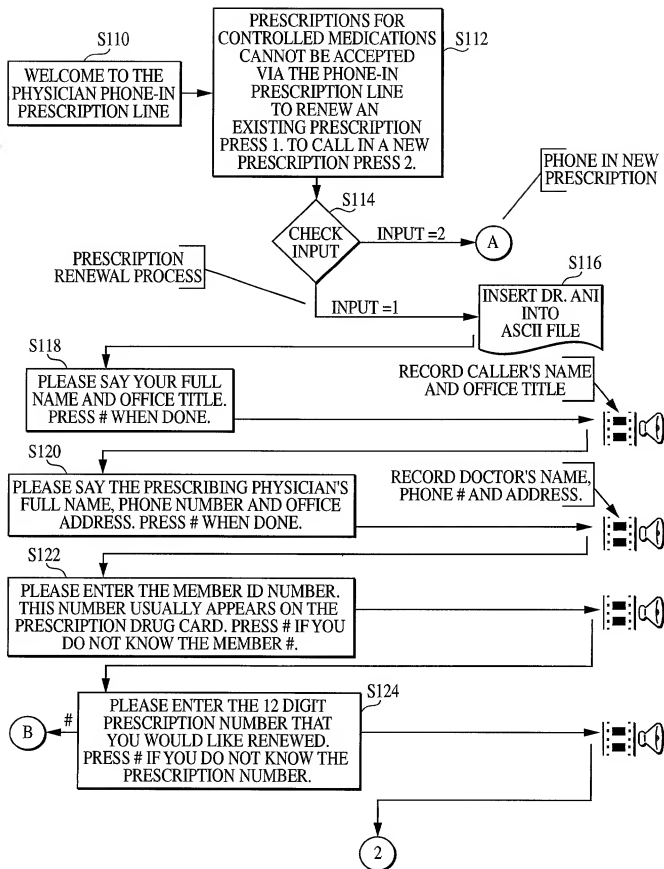 S110
WELCOME TO THE
PHYSICIAN PHONE-IN
PRESCRIPTION LINE
S112
PRESCRIPTIONS FOR
CONTROLLED MEDICATIONS
CANNOT BE ACCEPTED
VIA THE PHONE-IN
PRESCRIPTION LINE
TO RENEW AN
EXISTING PRESCRIPTION
PRESS 1. TO CALL IN A NEW
PRESCRIPTION PRESS 2.
S114
CHECK
INPUT
INPUT =2
A
PHONE IN NEW
PRESCRIPTION
PRESCRIPTION
RENEWAL PROCESS
INPUT =1
S116
INSERT DR. ANI
INTO
ASCII FILE
S118
PLEASE SAY YOUR FULL
NAME AND OFFICE TITLE.
PRESS # WHEN DONE.
RECORD CALLER'S NAME
AND OFFICE TITLE
S120
PLEASE SAY THE PRESCRIBING PHYSICIAN'S
FULL NAME, PHONE NUMBER AND OFFICE
ADDRESS. PRESS # WHEN DONE.
RECORD DOCTOR'S NAME,
PHONE # AND ADDRESS.
S122
PLEASE ENTER THE MEMBER ID NUMBER.
THIS NUMBER USUALLY APPEARS ON THE
PRESCRIPTION DRUG CARD. PRESS # IF YOU
DO NOT KNOW THE MEMBER #.
S124
PLEASE ENTER THE 12 DIGIT
PRESCRIPTION NUMBER THAT
YOU WOULD LIKE RENEWED.
PRESS # IF YOU DO NOT KNOW THE
PRESCRIPTION NUMBER.
#
B
2